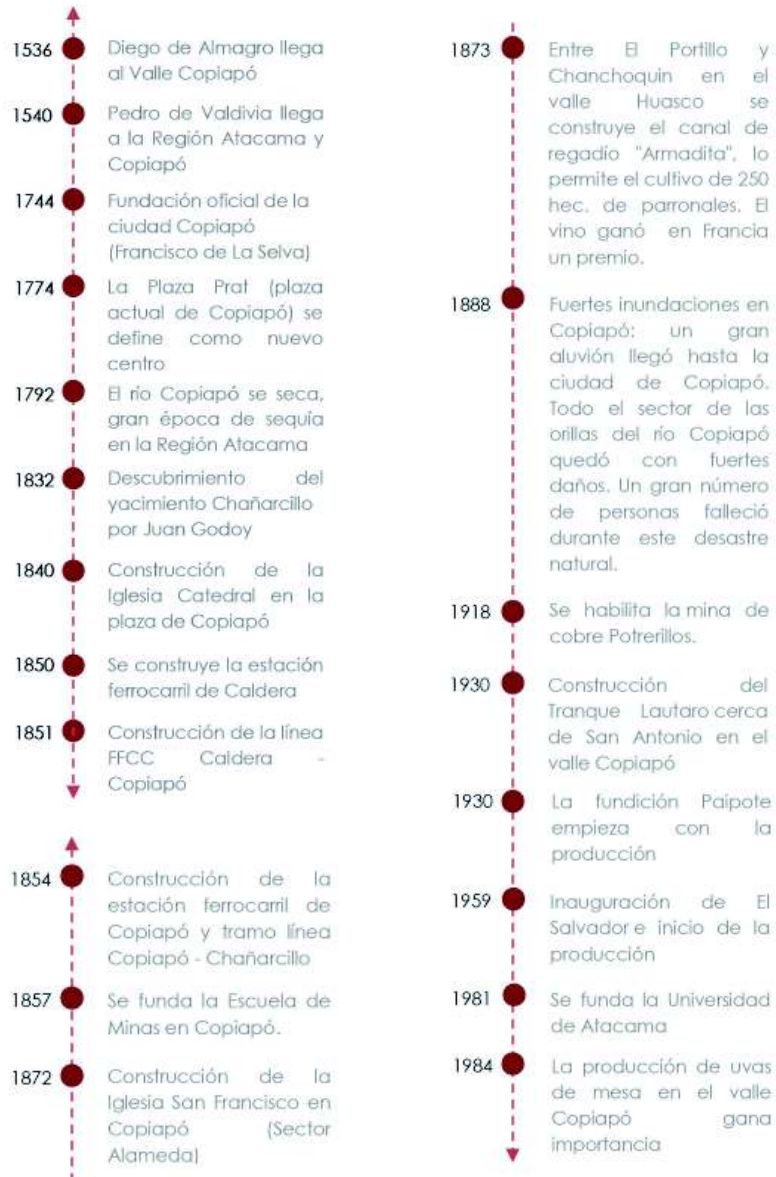 1536 Diego de Almagro llega
al Valle Copiapó
1540 Pedro de Valdivia llega
a la Región Atacama y
Copiapó
1744 Fundación oficial de la
ciudad Copiapó
(Francisco de La Selva)
1774 La Plaza Prat (plaza
actual de Copiapó) se
define como nuevo
centro
1792 El río Copiapó se seca,
gran época de sequía
en la Región Atacama
1832 Descubrimiento del
yacimiento Chañarcillo
por Juan Godoy
1840 Construcción de la
Iglesia Catedral en la
plaza de Copiapó
1850 Se construye la estación
ferrocarril de Caldera
1851 Construcción de la línea
FFCC Caldera -
Copiapó
1854 Construcción de la
estación ferrocarril de
Copiapó y tramo línea
Copiapó - Chañarcillo
1857 Se funda la Escuela de
Minas en Copiapó.
1872 Construcción de la
Iglesia San Francisco en
Copiapó (Sector
Alameda)
1873 Entre El Portillo y
Chanchoquin en el
valle Huasco se
construye el canal de
regadío "Armadita", lo
permite el cultivo de 250
hec. de parronales. El
vino ganó en Francia
un premio.
1888 Fuertes inundaciones en
Copiapó: un gran
aluvión llegó hasta la
ciudad de Copiapó.
Todo el sector de las
orillas del río Copiapó
quedó con fuertes
daños. Un gran número
de personas falleció
durante este desastre
natural.
1918 Se habilita la mina de
cobre Potrerillos.
1930 Construcción del
Tranque Lautaro cerca
de San Antonio en el
valle Copiapó
1930 La fundición Paipote
empieza con la
producción
1959 Inauguración de El
Salvador e inicio de la
producción
1981 Se funda la Universidad
de Atacama
1984 La producción de uvas
de mesa en el valle
Copiapó gana
importancia